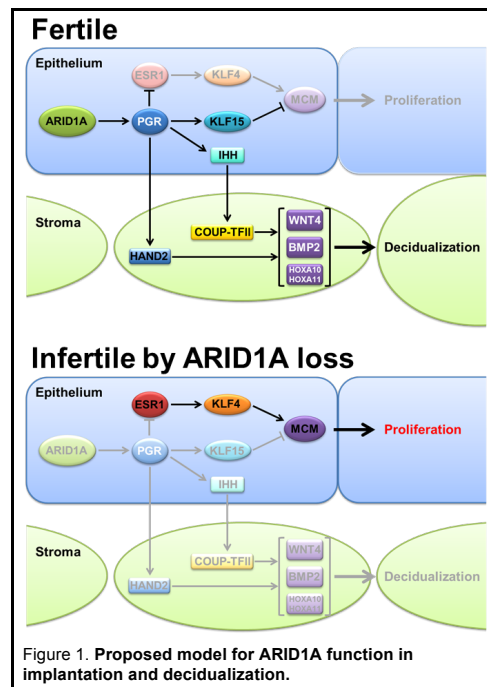 Fertile
Epithelium
ESR1
KLF4
MCM
Proliferation
ARID1A
PGR
KLF15
IHH
Stroma
COUP-TFII
WNT4
BMP2
HOXA10
HOXA11
HAND2
Decidualization
Infertile by ARID1A loss
Epithelium
ESR1
KLF4
MCM
Proliferation
ARID1A
PGR
KLF15
IHH
Stroma
COUP-TFII
WNT4
BMP2
HOXA10
HOXA11
HAND2
Decidualization
Figure 1. Proposed model for ARID1A function in
implantation and decidualization.